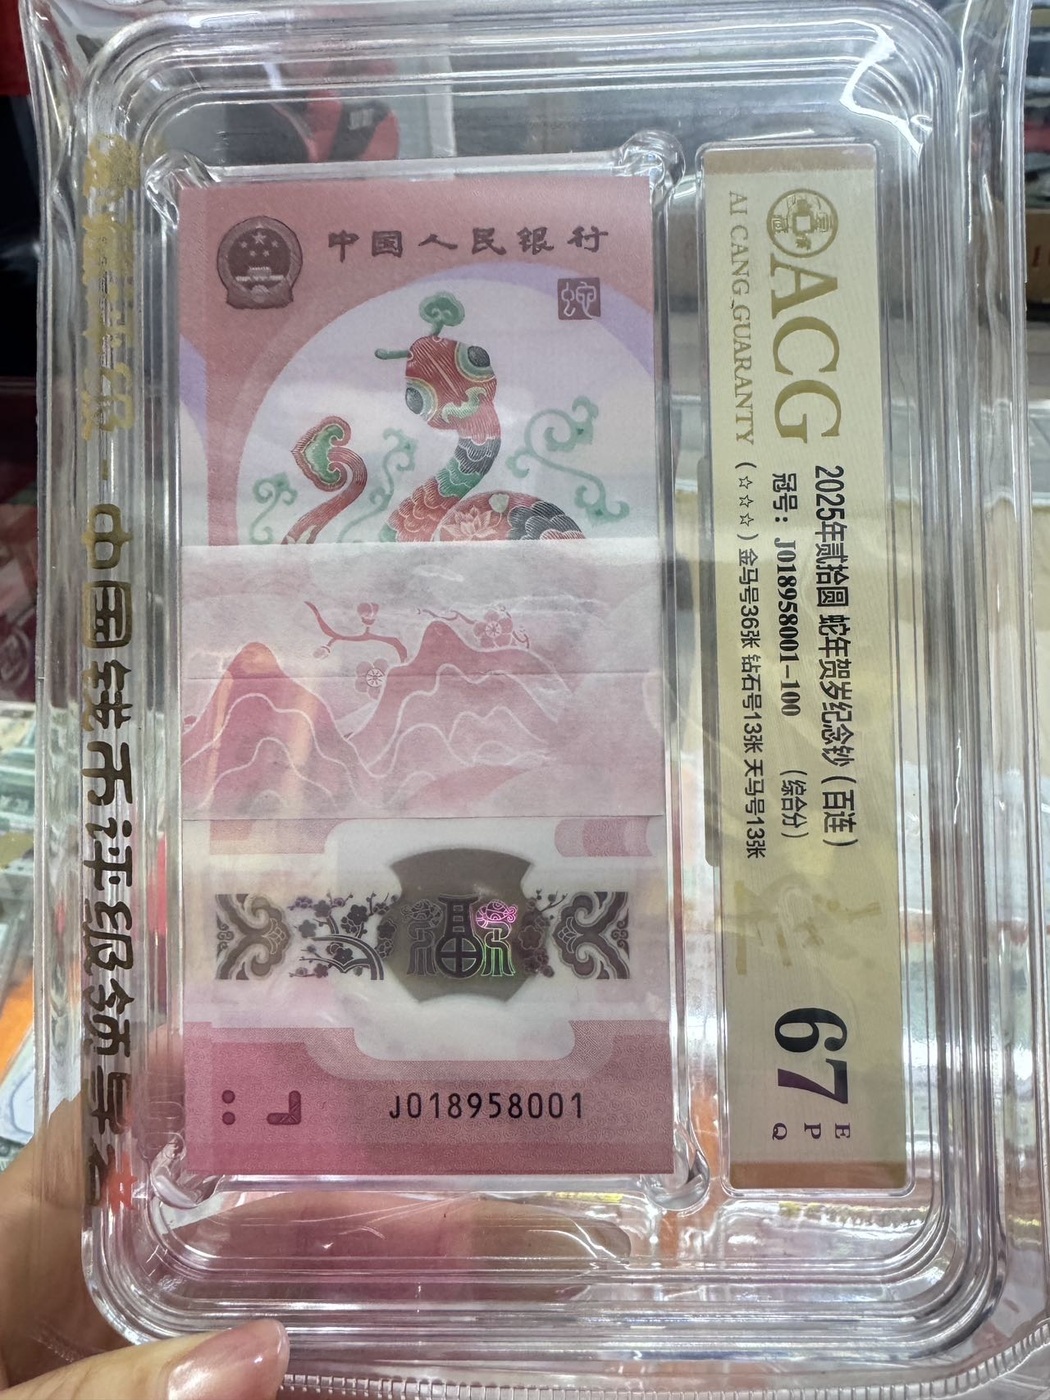 中国人民银行
蛇
福
J018958001
ACG
AI CANG GUARANTY
2025年贰拾圆 蛇年贺岁纪念钞（百连）
冠号：J018958001-100 （综合分）
（☆☆☆）金马号36张 钻石号13张 天马号13张
67
EPQ
中国钱币评级领导者